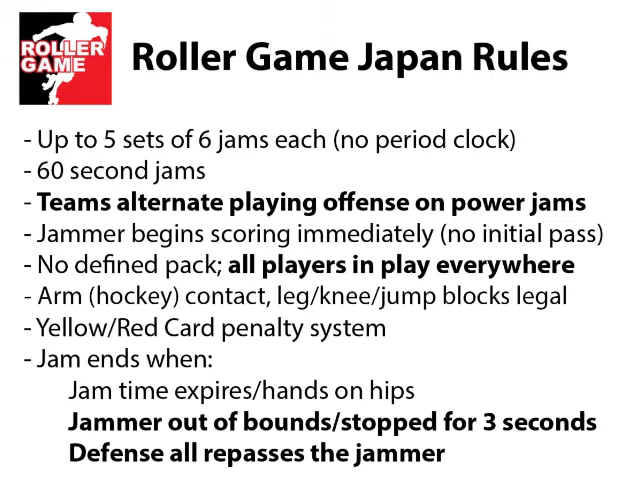 ROLLER
GAME
Roller Game Japan Rules
- Up to 5 sets of 6 jams each (no period clock)
- 60 second jams
- Teams alternate playing offense on power jams
- Jammer begins scoring immediately (no initial pass)
- No defined pack; all players in play everywhere
- Arm (hockey) contact, leg/knee/jump blocks legal
- Yellow/Red Card penalty system
- Jam ends when:
Jam time expires/hands on hips
Jammer out of bounds/stopped for 3 seconds
Defense all repasses the jammer